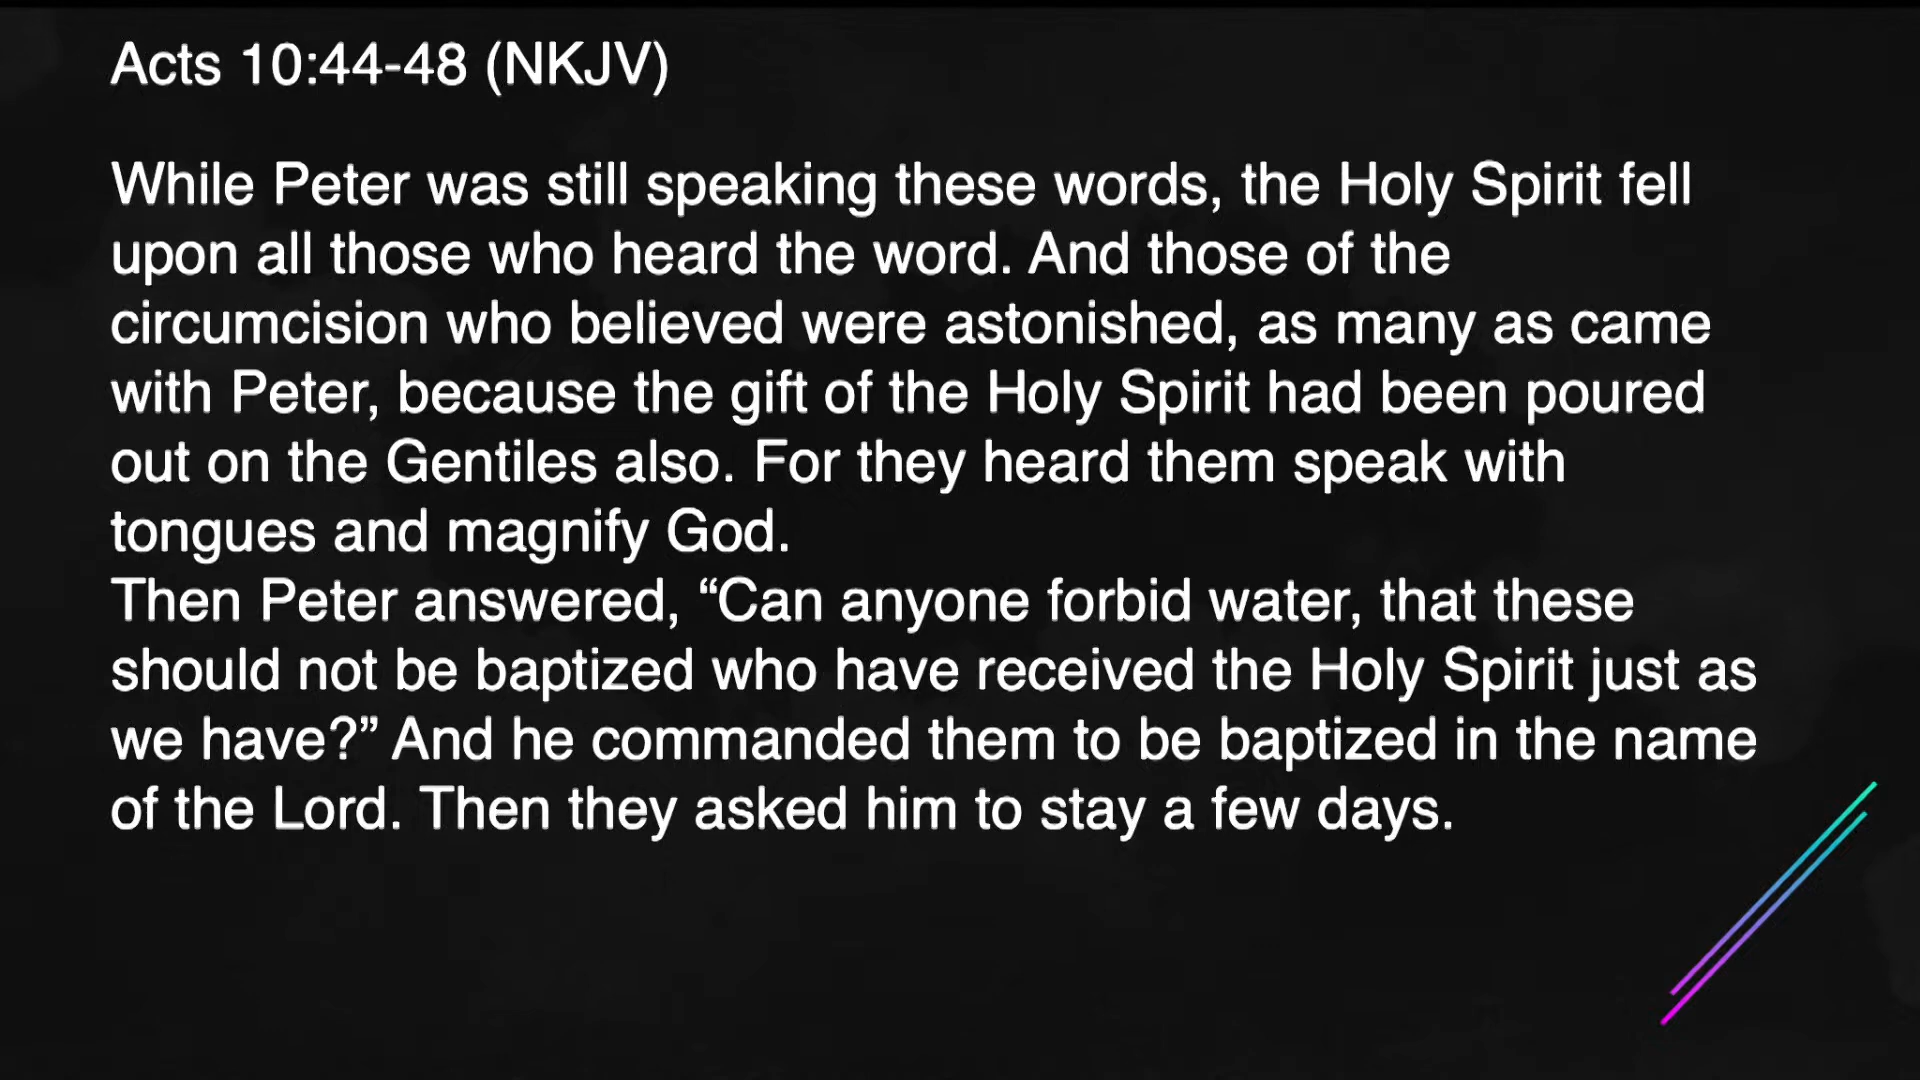 Acts 10:44-48 (NKJV)
While Peter was still speaking these words, the Holy Spirit fell
upon all those who heard the word. And those of the
circumcision who believed were astonished, as many as came
with Peter, because the gift of the Holy Spirit had been poured
out on the Gentiles also. For they heard them speak with
tongues and magnify God.
Then Peter answered, “Can anyone forbid water, that these
should not be baptized who have received the Holy Spirit just as
we have?” And he commanded them to be baptized in the name
of the Lord. Then they asked him to stay a few days.